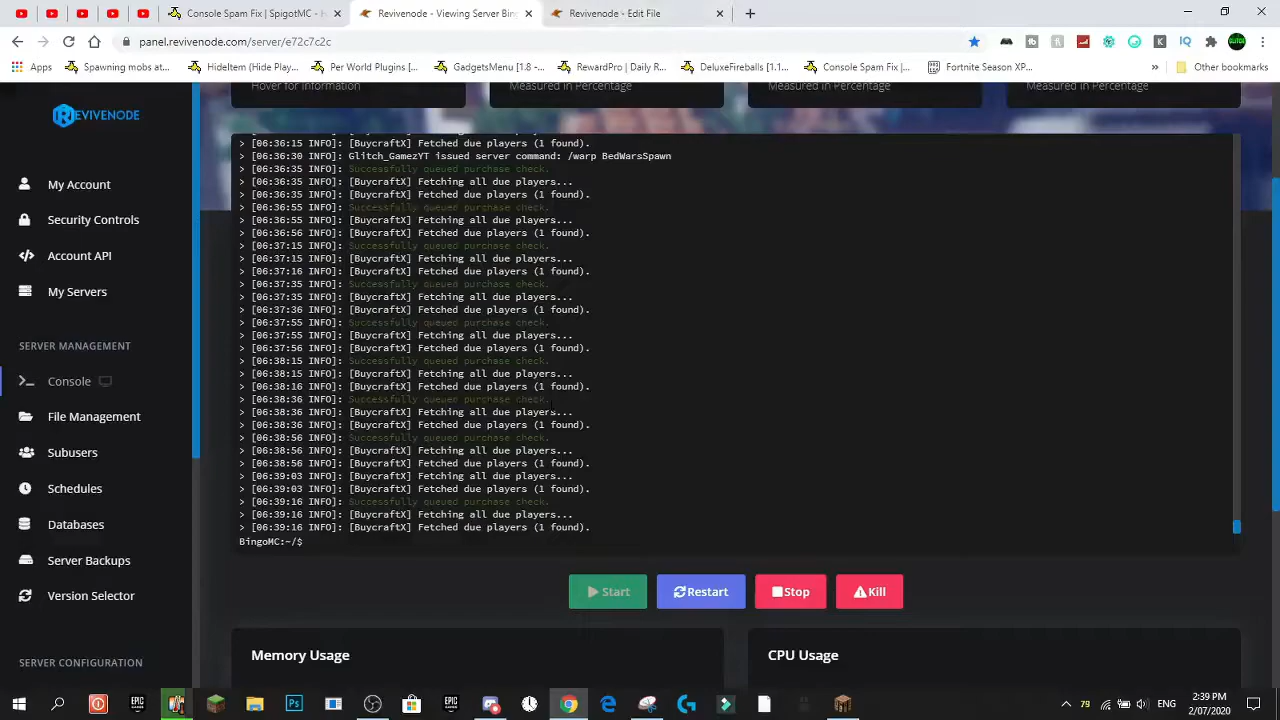 Console Spam Fix | SpigotMC - H
Revivenode - Viewing Server Bing
Revivenode - Edit File
panel.revivenode.com/server/e72c7c2c
Apps
Spawning mobs at...
HideItem (Hide Play...
Per World Plugins [...
GadgetsMenu [1.8 -...
RewardPro | Daily R...
DeluxeFireballs [1.1...
Console Spam Fix |...
Fortnite Season XP...
»
Other bookmarks
REVIVENODE
My Account
Security Controls
Account API
My Servers
SERVER MANAGEMENT
Console
File Management
Subusers
Schedules
Databases
Server Backups
Version Selector
SERVER CONFIGURATION
Hover for Information
Measured in Percentage
Measured in Percentage
Measured in Percentage
> [06:36:15 INFO]: [BuycraftX] Fetched due players (1 found).
> [06:36:30 INFO]: Glitch_GamezYT issued server command: /warp BedWarsSpawn
> [06:36:35 INFO]: Successfully queued purchase check.
> [06:36:35 INFO]: [BuycraftX] Fetching all due players...
> [06:36:35 INFO]: [BuycraftX] Fetched due players (1 found).
> [06:36:55 INFO]: Successfully queued purchase check.
> [06:36:55 INFO]: [BuycraftX] Fetching all due players...
> [06:36:56 INFO]: [BuycraftX] Fetched due players (1 found).
> [06:37:15 INFO]: Successfully queued purchase check.
> [06:37:15 INFO]: [BuycraftX] Fetching all due players...
> [06:37:16 INFO]: [BuycraftX] Fetched due players (1 found).
> [06:37:35 INFO]: Successfully queued purchase check.
> [06:37:35 INFO]: [BuycraftX] Fetching all due players...
> [06:37:36 INFO]: [BuycraftX] Fetched due players (1 found).
> [06:37:55 INFO]: Successfully queued purchase check.
> [06:37:55 INFO]: [BuycraftX] Fetching all due players...
> [06:37:56 INFO]: [BuycraftX] Fetched due players (1 found).
> [06:38:15 INFO]: Successfully queued purchase check.
> [06:38:15 INFO]: [BuycraftX] Fetching all due players...
> [06:38:16 INFO]: [BuycraftX] Fetched due players (1 found).
> [06:38:36 INFO]: Successfully queued purchase check.
> [06:38:36 INFO]: [BuycraftX] Fetching all due players...
> [06:38:36 INFO]: [BuycraftX] Fetched due players (1 found).
> [06:38:56 INFO]: Successfully queued purchase check.
> [06:38:56 INFO]: [BuycraftX] Fetching all due players...
> [06:38:56 INFO]: [BuycraftX] Fetched due players (1 found).
> [06:39:03 INFO]: [BuycraftX] Fetching all due players...
> [06:39:03 INFO]: [BuycraftX] Fetched due players (1 found).
> [06:39:16 INFO]: Successfully queued purchase check.
> [06:39:16 INFO]: [BuycraftX] Fetching all due players...
> [06:39:16 INFO]: [BuycraftX] Fetched due players (1 found).
BingoMC:~/$
Start
Restart
Stop
Kill
Memory Usage
CPU Usage
79
ENG
2:39 PM
2/07/2020